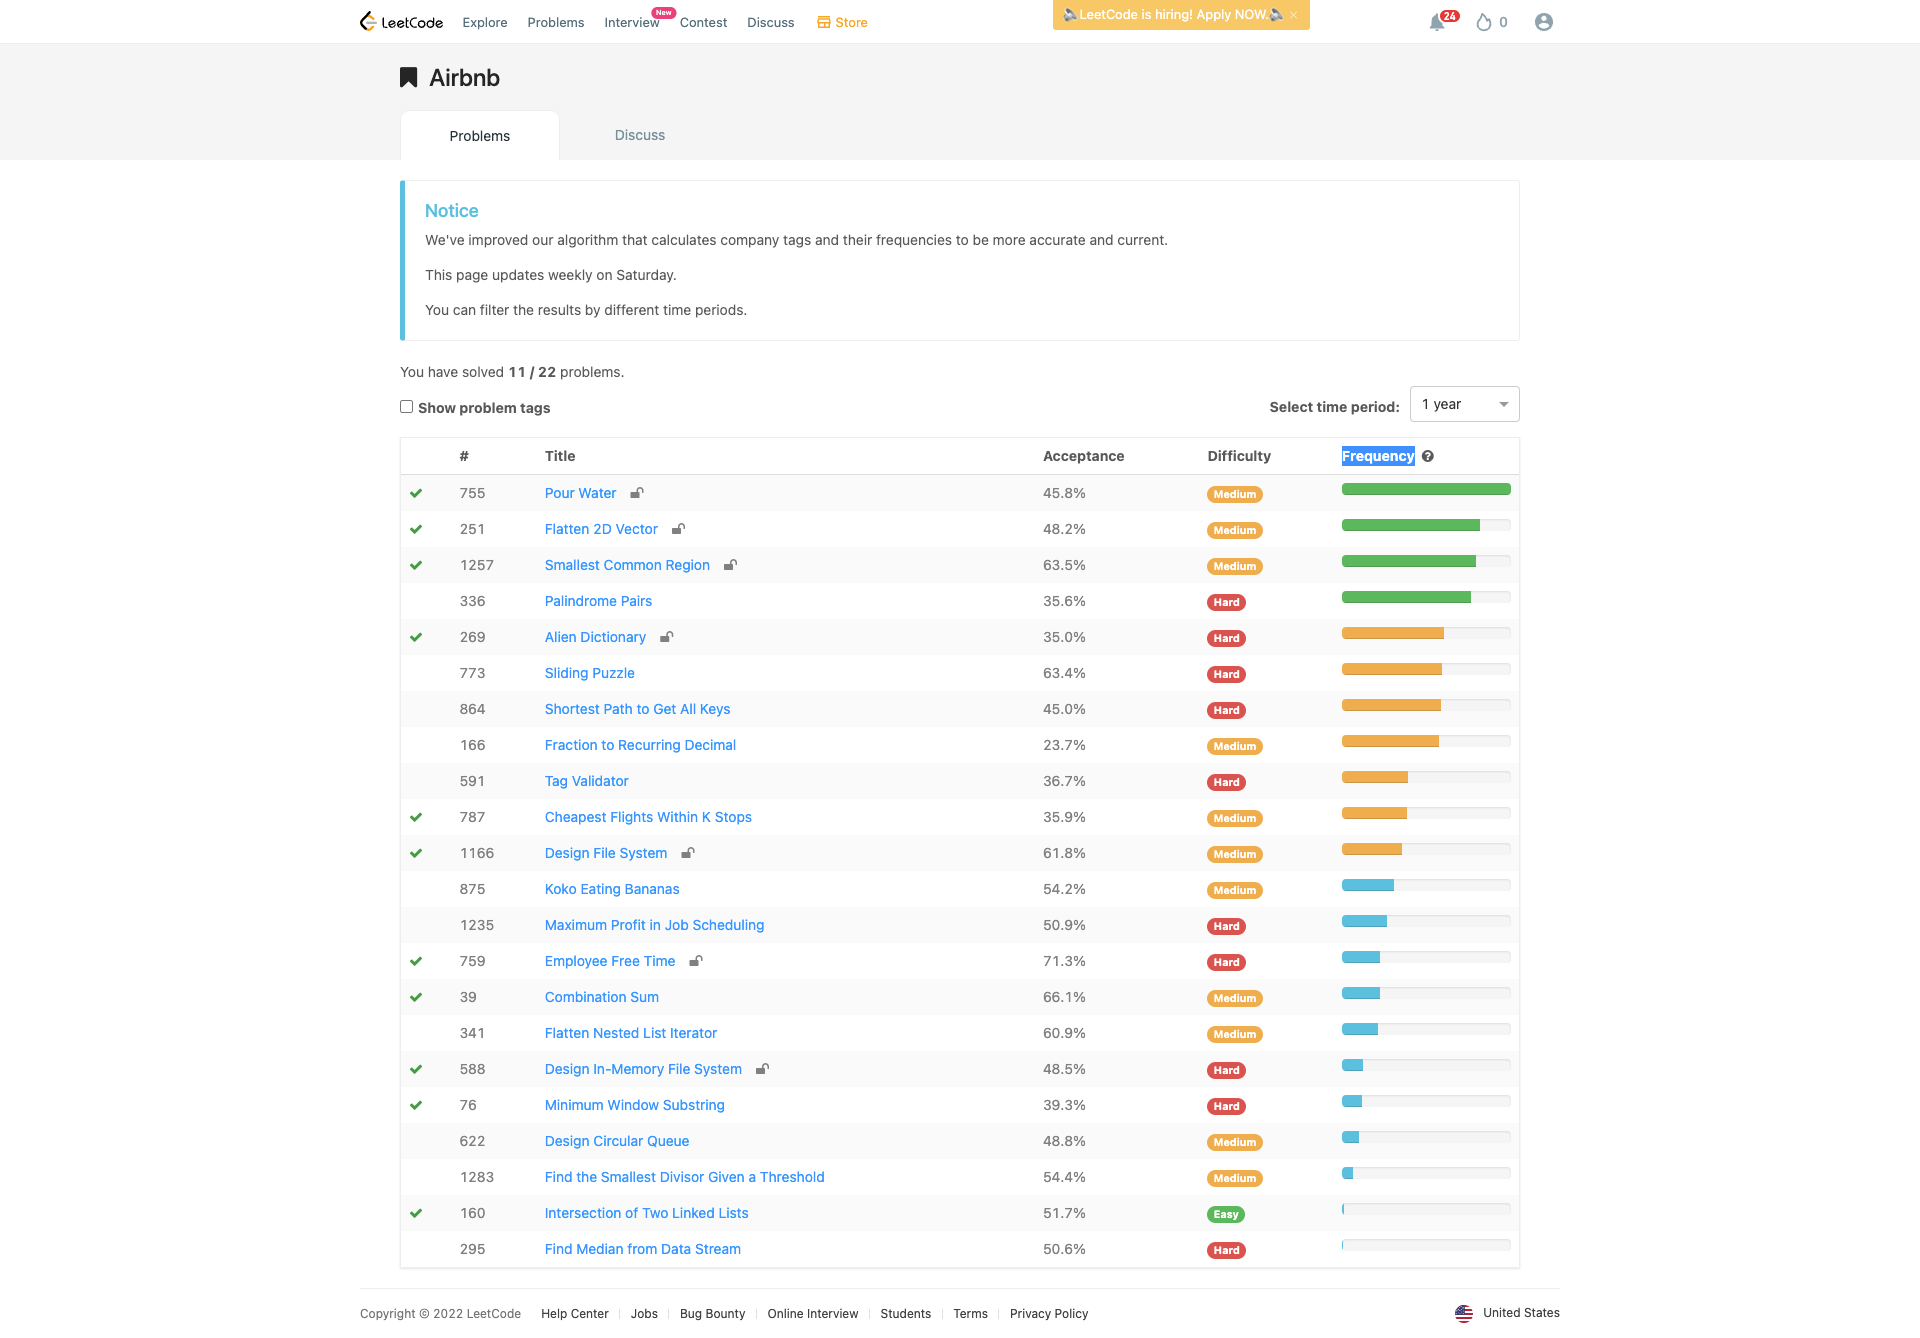 LeetCode Explore Problems Interview New Contest Discuss Store LeetCode is hiring! Apply NOW. × 24 0
Airbnb
Problems Discuss
Notice
We've improved our algorithm that calculates company tags and their frequencies to be more accurate and current.
This page updates weekly on Saturday.
You can filter the results by different time periods.
You have solved 11 / 22 problems.
Show problem tags Select time period: 1 year
# Title Acceptance Difficulty Frequency ?
755 Pour Water 45.8% Medium
251 Flatten 2D Vector 48.2% Medium
1257 Smallest Common Region 63.5% Medium
336 Palindrome Pairs 35.6% Hard
269 Alien Dictionary 35.0% Hard
773 Sliding Puzzle 63.4% Hard
864 Shortest Path to Get All Keys 45.0% Hard
166 Fraction to Recurring Decimal 23.7% Medium
591 Tag Validator 36.7% Hard
787 Cheapest Flights Within K Stops 35.9% Medium
1166 Design File System 61.8% Medium
875 Koko Eating Bananas 54.2% Medium
1235 Maximum Profit in Job Scheduling 50.9% Hard
759 Employee Free Time 71.3% Hard
39 Combination Sum 66.1% Medium
341 Flatten Nested List Iterator 60.9% Medium
588 Design In-Memory File System 48.5% Hard
76 Minimum Window Substring 39.3% Hard
622 Design Circular Queue 48.8% Medium
1283 Find the Smallest Divisor Given a Threshold 54.4% Medium
160 Intersection of Two Linked Lists 51.7% Easy
295 Find Median from Data Stream 50.6% Hard
Copyright © 2022 LeetCode Help Center Jobs Bug Bounty Online Interview Students Terms Privacy Policy United States